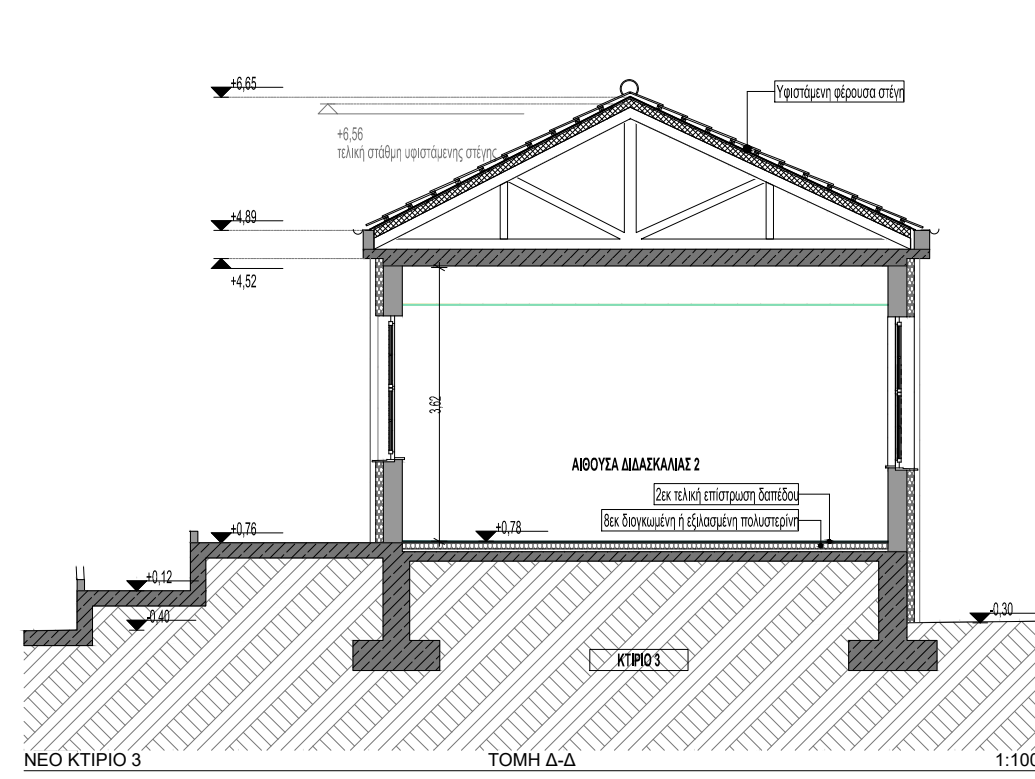 +6,65
Υφιστάμενη φέρουσα στέγη
+6,56
τελική στάθμη υφιστάμενης στέγης
+4,89
+4,52
3,62
ΑΙΘΟΥΣΑ ΔΙΔΑΣΚΑΛΙΑΣ 2
2εκ τελική επίστρωση δαπέδου
8εκ διογκωμένη ή εξιλασμένη πολυστερίνη
+0,76
+0,78
+0,12
-0,40
-0,30
ΚΤΙΡΙΟ 3
ΝΕΟ ΚΤΙΡΙΟ 3
ΤΟΜΗ Δ-Δ
1:100